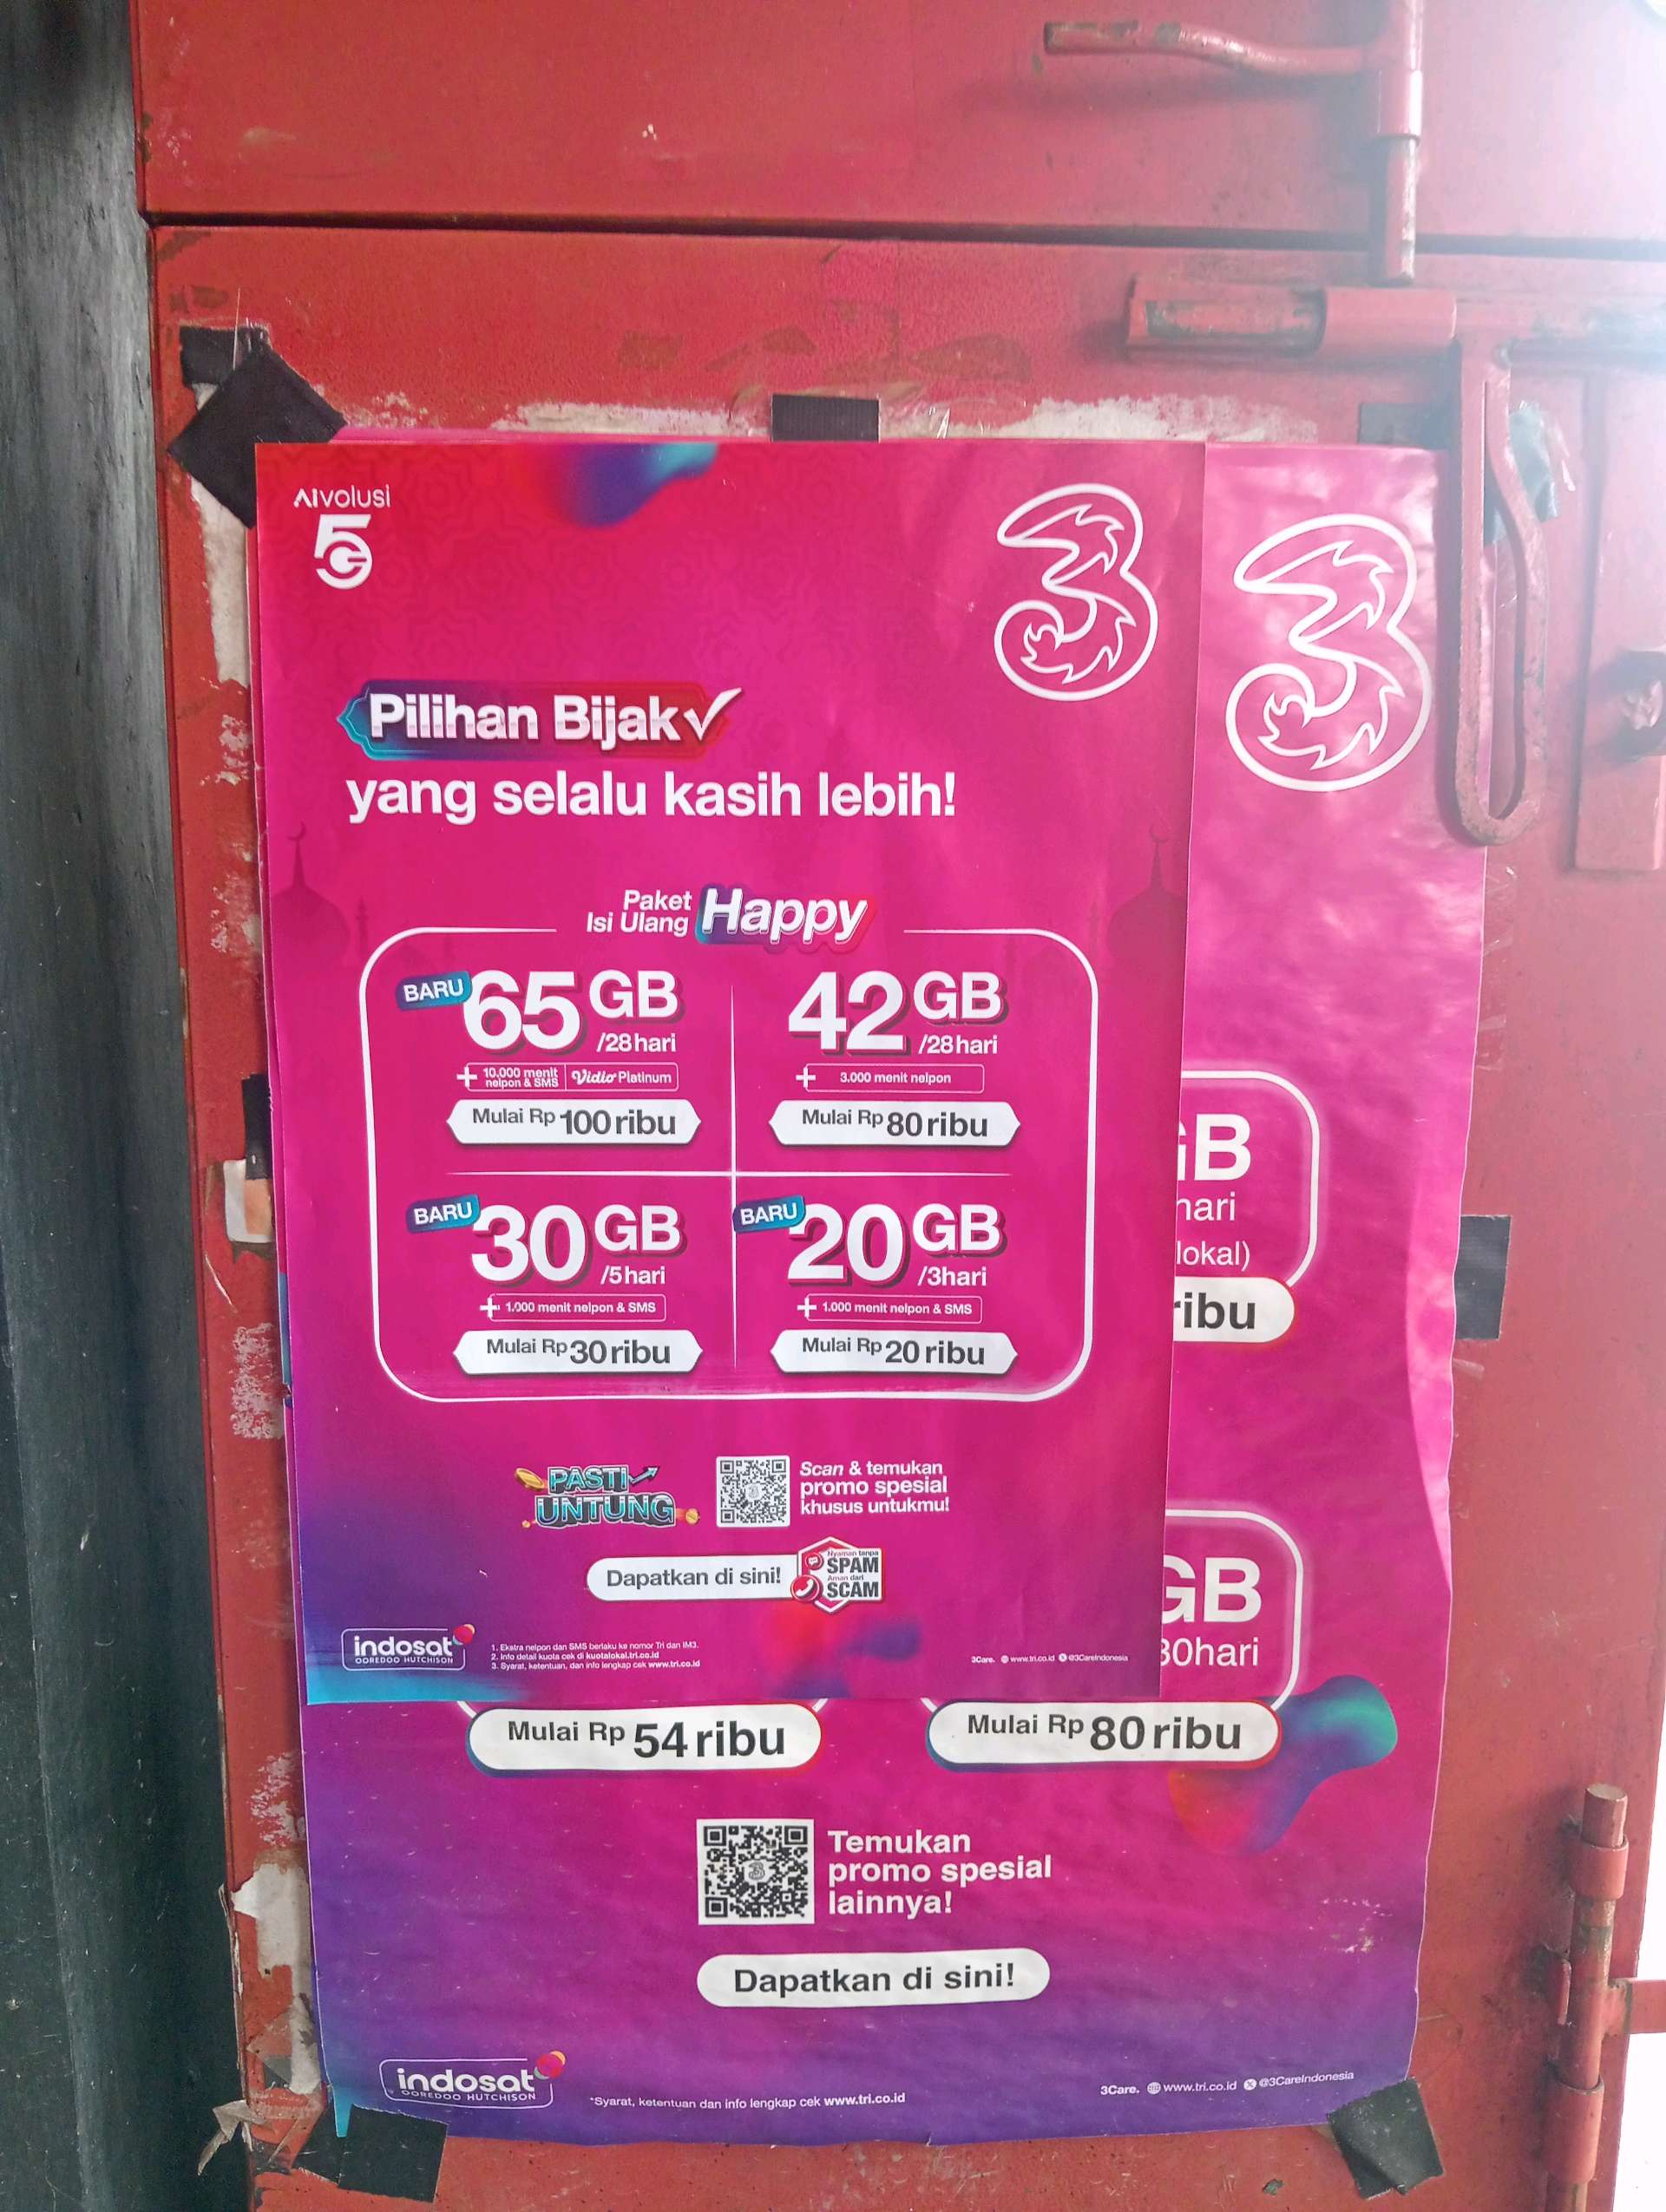 AIvolusi
5G
3
3
Pilihan Bijak
yang selalu kasih lebih!
Paket
Isi Ulang Happy
BARU 65 GB
/28hari
+ 10.000 menit
nelpon & SMS Vidio Platinum
Mulai Rp 100 ribu
42 GB
/28hari
+ 3.000 menit nelpon
Mulai Rp 80 ribu
BARU 30 GB
/5hari
+ 1.000 menit nelpon & SMS
Mulai Rp 30 ribu
BARU 20 GB
/3hari
+ 1.000 menit nelpon & SMS
Mulai Rp 20 ribu
PASTI
UNTUNG
Scan & temukan
promo spesial
khusus untukmu!
Dapatkan di sini!
Nyaman tanpa
SPAM
Aman dari
SCAM
indosat
OOREDOO HUTCHISON
1. Ekstra nelpon dan SMS berlaku ke nomor Tri dan IM3.
2. Info detail kuota cek di kuotalokal.tri.co.id
3. Syarat, ketentuan, dan info lengkap cek www.tri.co.id
3Care. www.tri.co.id @3CareIndonesia
GB
hari
lokal)
ribu
GB
30hari
Mulai Rp 54 ribu
Mulai Rp 80 ribu
Temukan
promo spesial
lainnya!
Dapatkan di sini!
indosat
OOREDOO HUTCHISON
*Syarat, ketentuan dan info lengkap cek www.tri.co.id
3Care. www.tri.co.id @3CareIndonesia